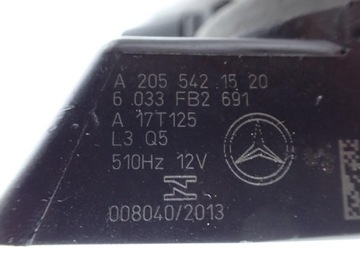 A 205 542 15 20
6 033 FB2 691
A 17T125
L3 Q5
510Hz 12V
008040/2013